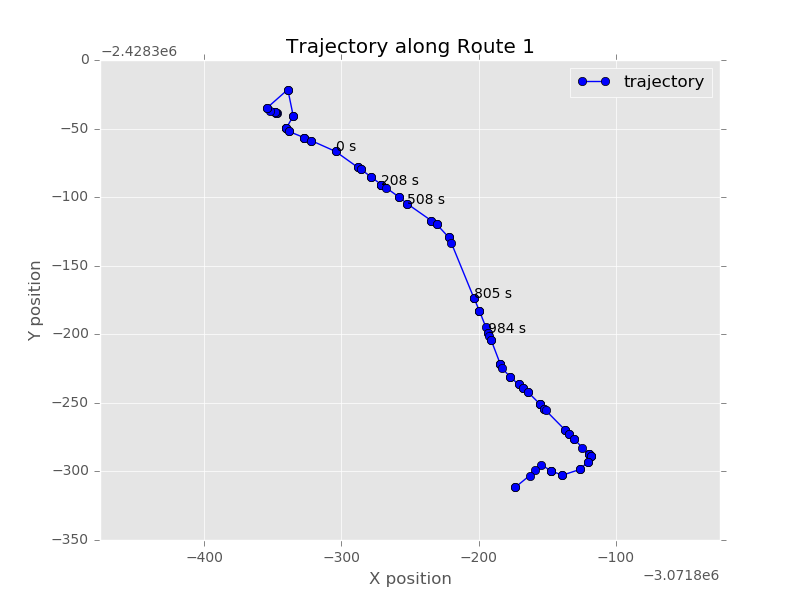 Trajectory along Route 1
−2.4283e6
trajectory
0
−50
−100
−150
−200
−250
−300
−350
Y position
0 s
208 s
508 s
805 s
984 s
−400
−300
−200
−100
X position
−3.0718e6